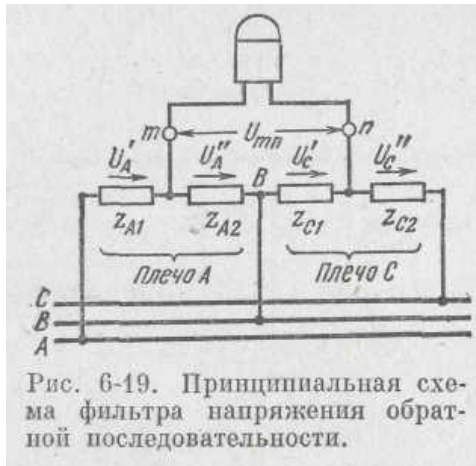 m U_mn n
U'_A U''_A B U'_C U''_C
Z_A1 Z_A2 Z_C1 Z_C2
Плечо A Плечо C
C
B
A
Рис. 6-19. Принципиальная схе-
ма фильтра напряжения обрат-
ной последовательности.